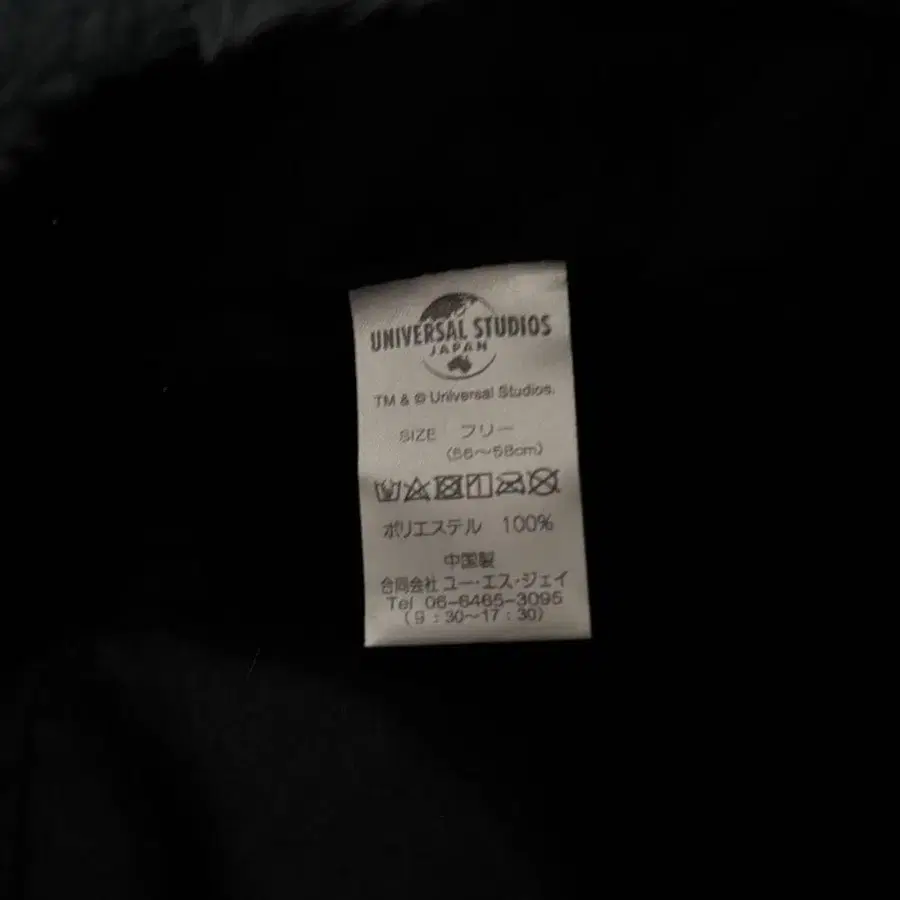 UNIVERSAL STUDIOS
JAPAN
TM & © Universal Studios.
SIZE フリー
(56～58cm)
ポリエステル 100%
中国製
合同会社 ユー・エス・ジェイ
Tel 06-6465-3095
(9：30～17：30)